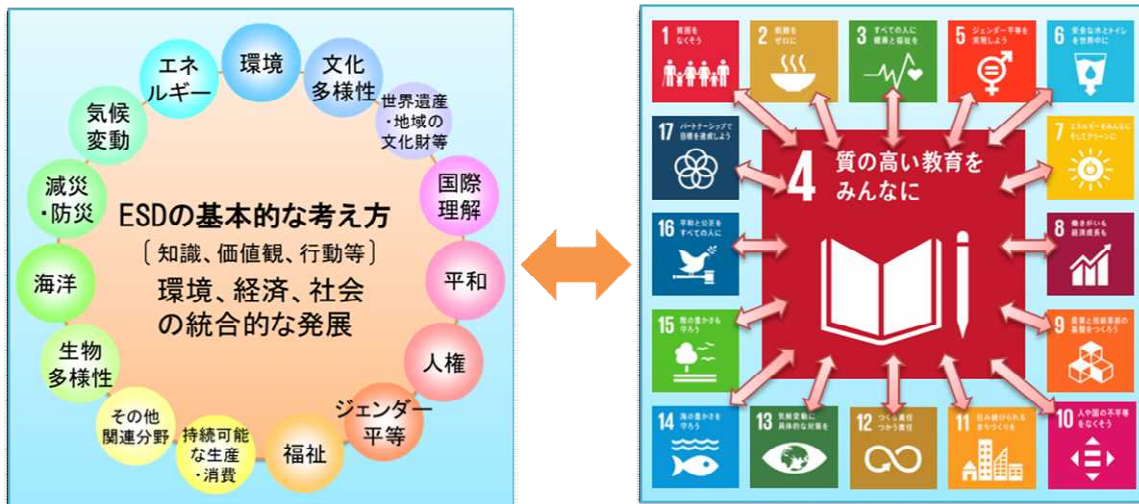 環境
文化
多様性
世界遺産
・地域の
文化財等
国際
理解
平和
人権
ジェンダー
平等
福祉
持続可能
な生産
・消費
その他
関連分野
生物
多様性
海洋
減災
・防災
気候
変動
エネ
ルギー
ESDの基本的な考え方
[知識、価値観、行動等]
環境、経済、社会
の統合的な発展
1 貧困を
なくそう
2 飢餓を
ゼロに
3 すべての人に
健康と福祉を
5 ジェンダー平等を
実現しよう
6 安全な水とトイレ
を世界中に
17 パートナーシップで
目標を達成しよう
4 質の高い教育を
みんなに
7 エネルギーをみんなに
そしてクリーンに
16 平和と公正を
すべての人に
8 働きがいも
経済成長も
15 陸の豊かさも
守ろう
9 産業と技術革新の
基盤をつくろう
14 海の豊かさを
守ろう
13 気候変動に
具体的な対策を
12 つくる責任
つかう責任
11 住み続けられる
まちづくりを
10 人や国の不平等
をなくそう